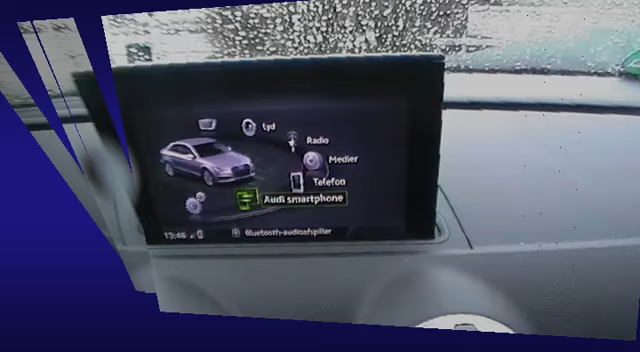 Lyd
Radio
Medier
Telefon
Audi smartphone
13:46
Bluetooth-audioafspiller